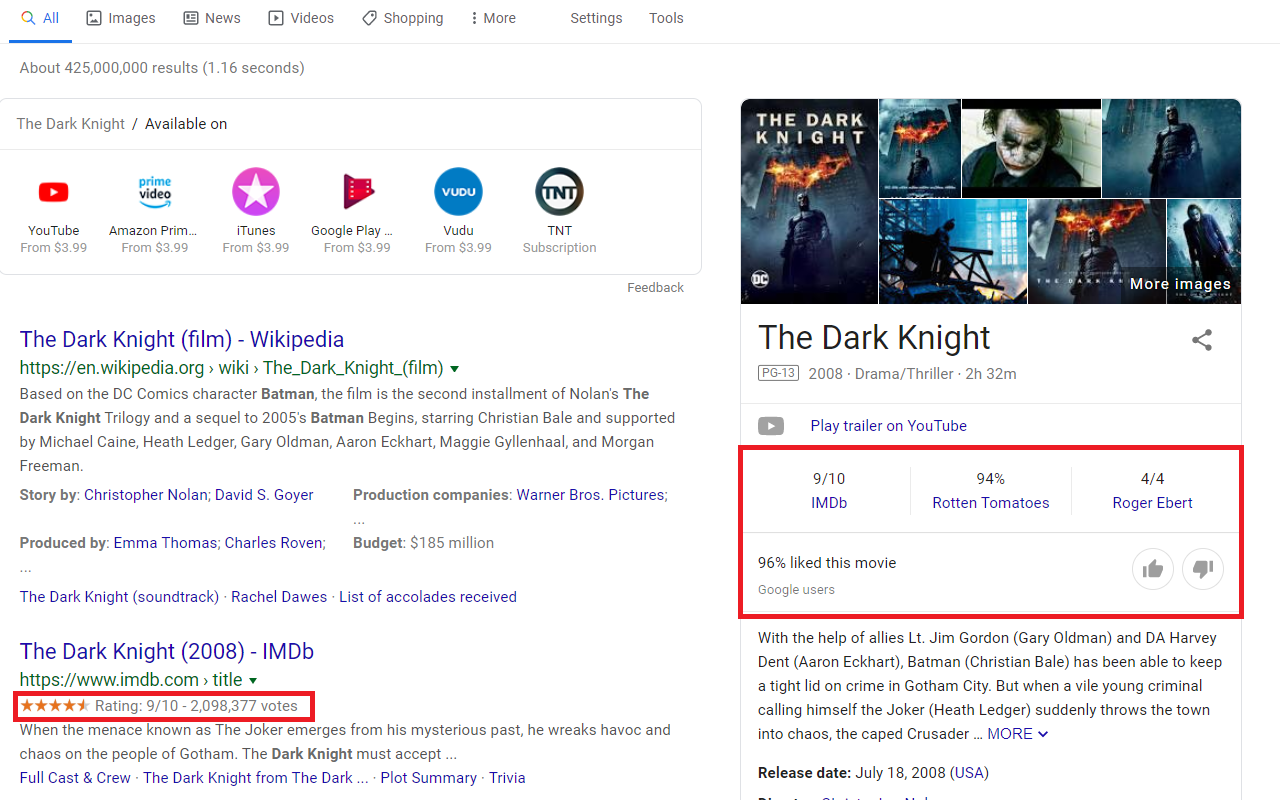 All
Images
News
Videos
Shopping
More
Settings
Tools
About 425,000,000 results (1.16 seconds)
The Dark Knight / Available on
prime video
VUDU
TNT
YouTube
Amazon Prim...
iTunes
Google Play ...
Vudu
TNT
From $3.99
From $3.99
From $3.99
From $3.99
From $3.99
Subscription
Feedback
The Dark Knight (film) - Wikipedia
https://en.wikipedia.org › wiki › The_Dark_Knight_(film)
Based on the DC Comics character Batman, the film is the second installment of Nolan's The
Dark Knight Trilogy and a sequel to 2005's Batman Begins, starring Christian Bale and supported
by Michael Caine, Heath Ledger, Gary Oldman, Aaron Eckhart, Maggie Gyllenhaal, and Morgan
Freeman.
Story by: Christopher Nolan; David S. Goyer
Production companies: Warner Bros. Pictures;
...
Produced by: Emma Thomas; Charles Roven;
...
Budget: $185 million
The Dark Knight (soundtrack) · Rachel Dawes · List of accolades received
The Dark Knight (2008) - IMDb
https://www.imdb.com › title
Rating: 9/10 - 2,098,377 votes
When the menace known as The Joker emerges from his mysterious past, he wreaks havoc and
chaos on the people of Gotham. The Dark Knight must accept ...
Full Cast & Crew · The Dark Knight from The Dark ... · Plot Summary · Trivia
THE DARK
KNIGHT
DC
More images
The Dark Knight
PG-13 2008 · Drama/Thriller · 2h 32m
Play trailer on YouTube
9/10
IMDb
94%
Rotten Tomatoes
4/4
Roger Ebert
96% liked this movie
Google users
With the help of allies Lt. Jim Gordon (Gary Oldman) and DA Harvey
Dent (Aaron Eckhart), Batman (Christian Bale) has been able to keep
a tight lid on crime in Gotham City. But when a vile young criminal
calling himself the Joker (Heath Ledger) suddenly throws the town
into chaos, the caped Crusader … MORE
Release date: July 18, 2008 (USA)